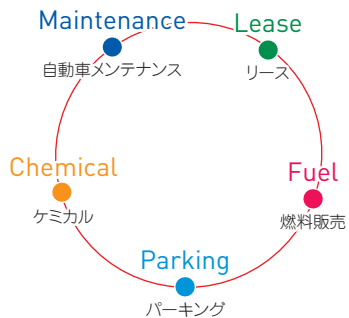 Maintenance
自動車メンテナンス
Lease
リース
Chemical
ケミカル
Fuel
燃料販売
Parking
パーキング